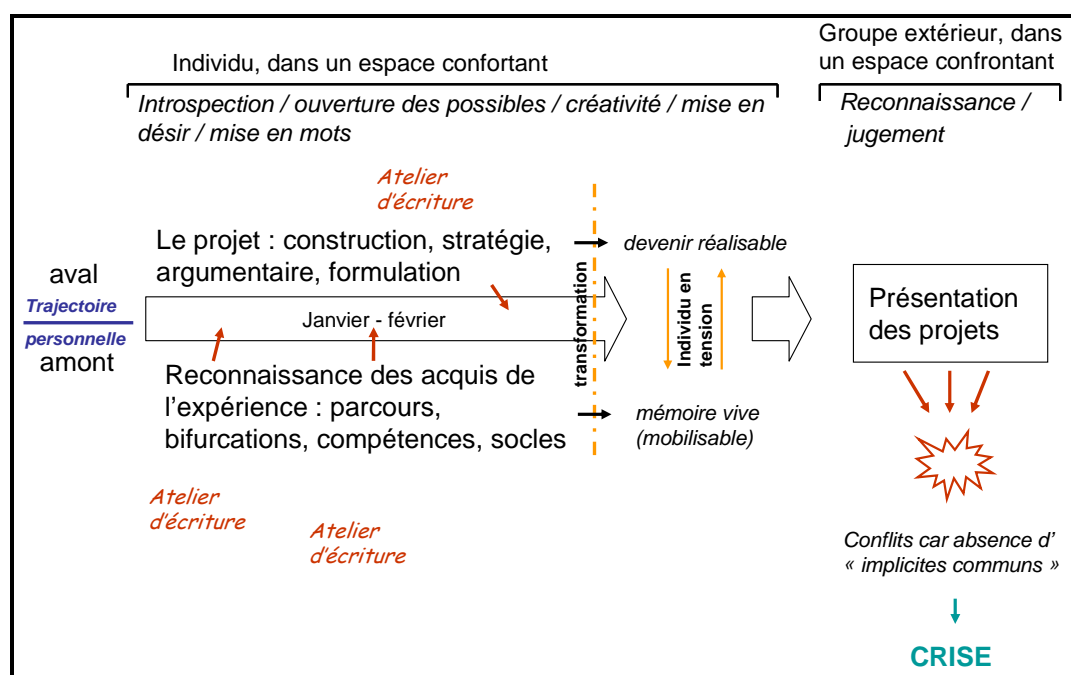 Individu, dans un espace confortant
Introspection / ouverture des possibles / créativité / mise en
désir / mise en mots
Groupe extérieur, dans
un espace confrontant
Reconnaissance /
jugement
Atelier
d'écriture
Le projet : construction, stratégie,
argumentaire, formulation
aval
Trajectoire
personnelle
amont
Janvier - février
Reconnaissance des acquis de
l'expérience : parcours,
bifurcations, compétences, socles
Atelier
d'écriture
Atelier
d'écriture
transformation
devenir réalisable
Individu en
tension
mémoire vive
(mobilisable)
Présentation
des projets
Conflits car absence d'
« implicites communs »
CRISE